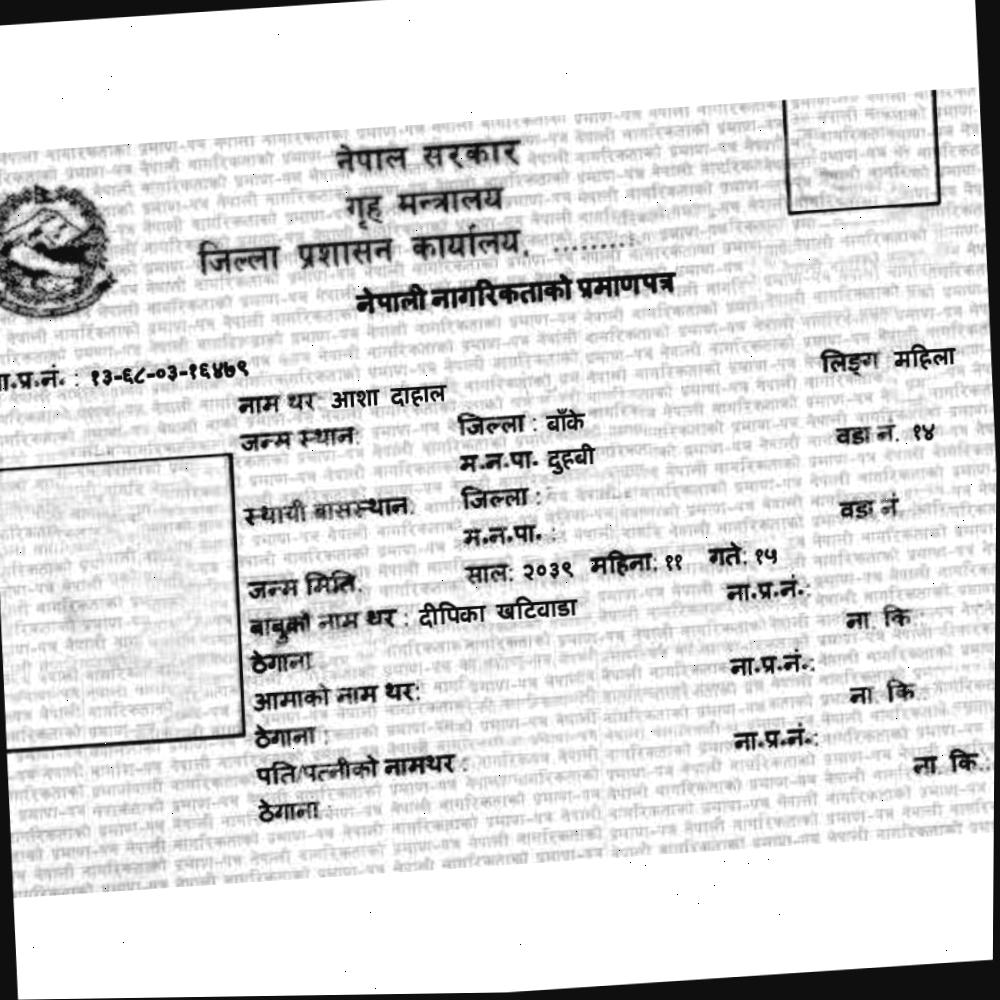 नेपाल सरकार
गृह मन्त्रालय
जिल्ला प्रशासन कार्यालय, .........
नेपाली नागरिकताको प्रमाणपत्र
ना.प्र.नं. : १३-६८-०३-१६४७९
लिङ्ग महिला
नाम थर: आशा दाहाल
जन्म स्थान: जिल्ला : बाँके
वडा नं. १४
म.न.पा. दुहवी
स्थायी बासस्थान: जिल्ला :
वडा नं.
म.न.पा. :
जन्म मिति: साल: २०३९ महिना: ११ गते: १५
बाबुको नाम थर : दीपिका खटिवाडा ना.प्र.नं.:
ठेगाना ना. कि.:
आमाको नाम थर: ना.प्र.नं.:
ठेगाना : ना. कि.
पति/पत्नीको नामथर : ना.प्र.नं.:
ठेगाना : ना. कि.: